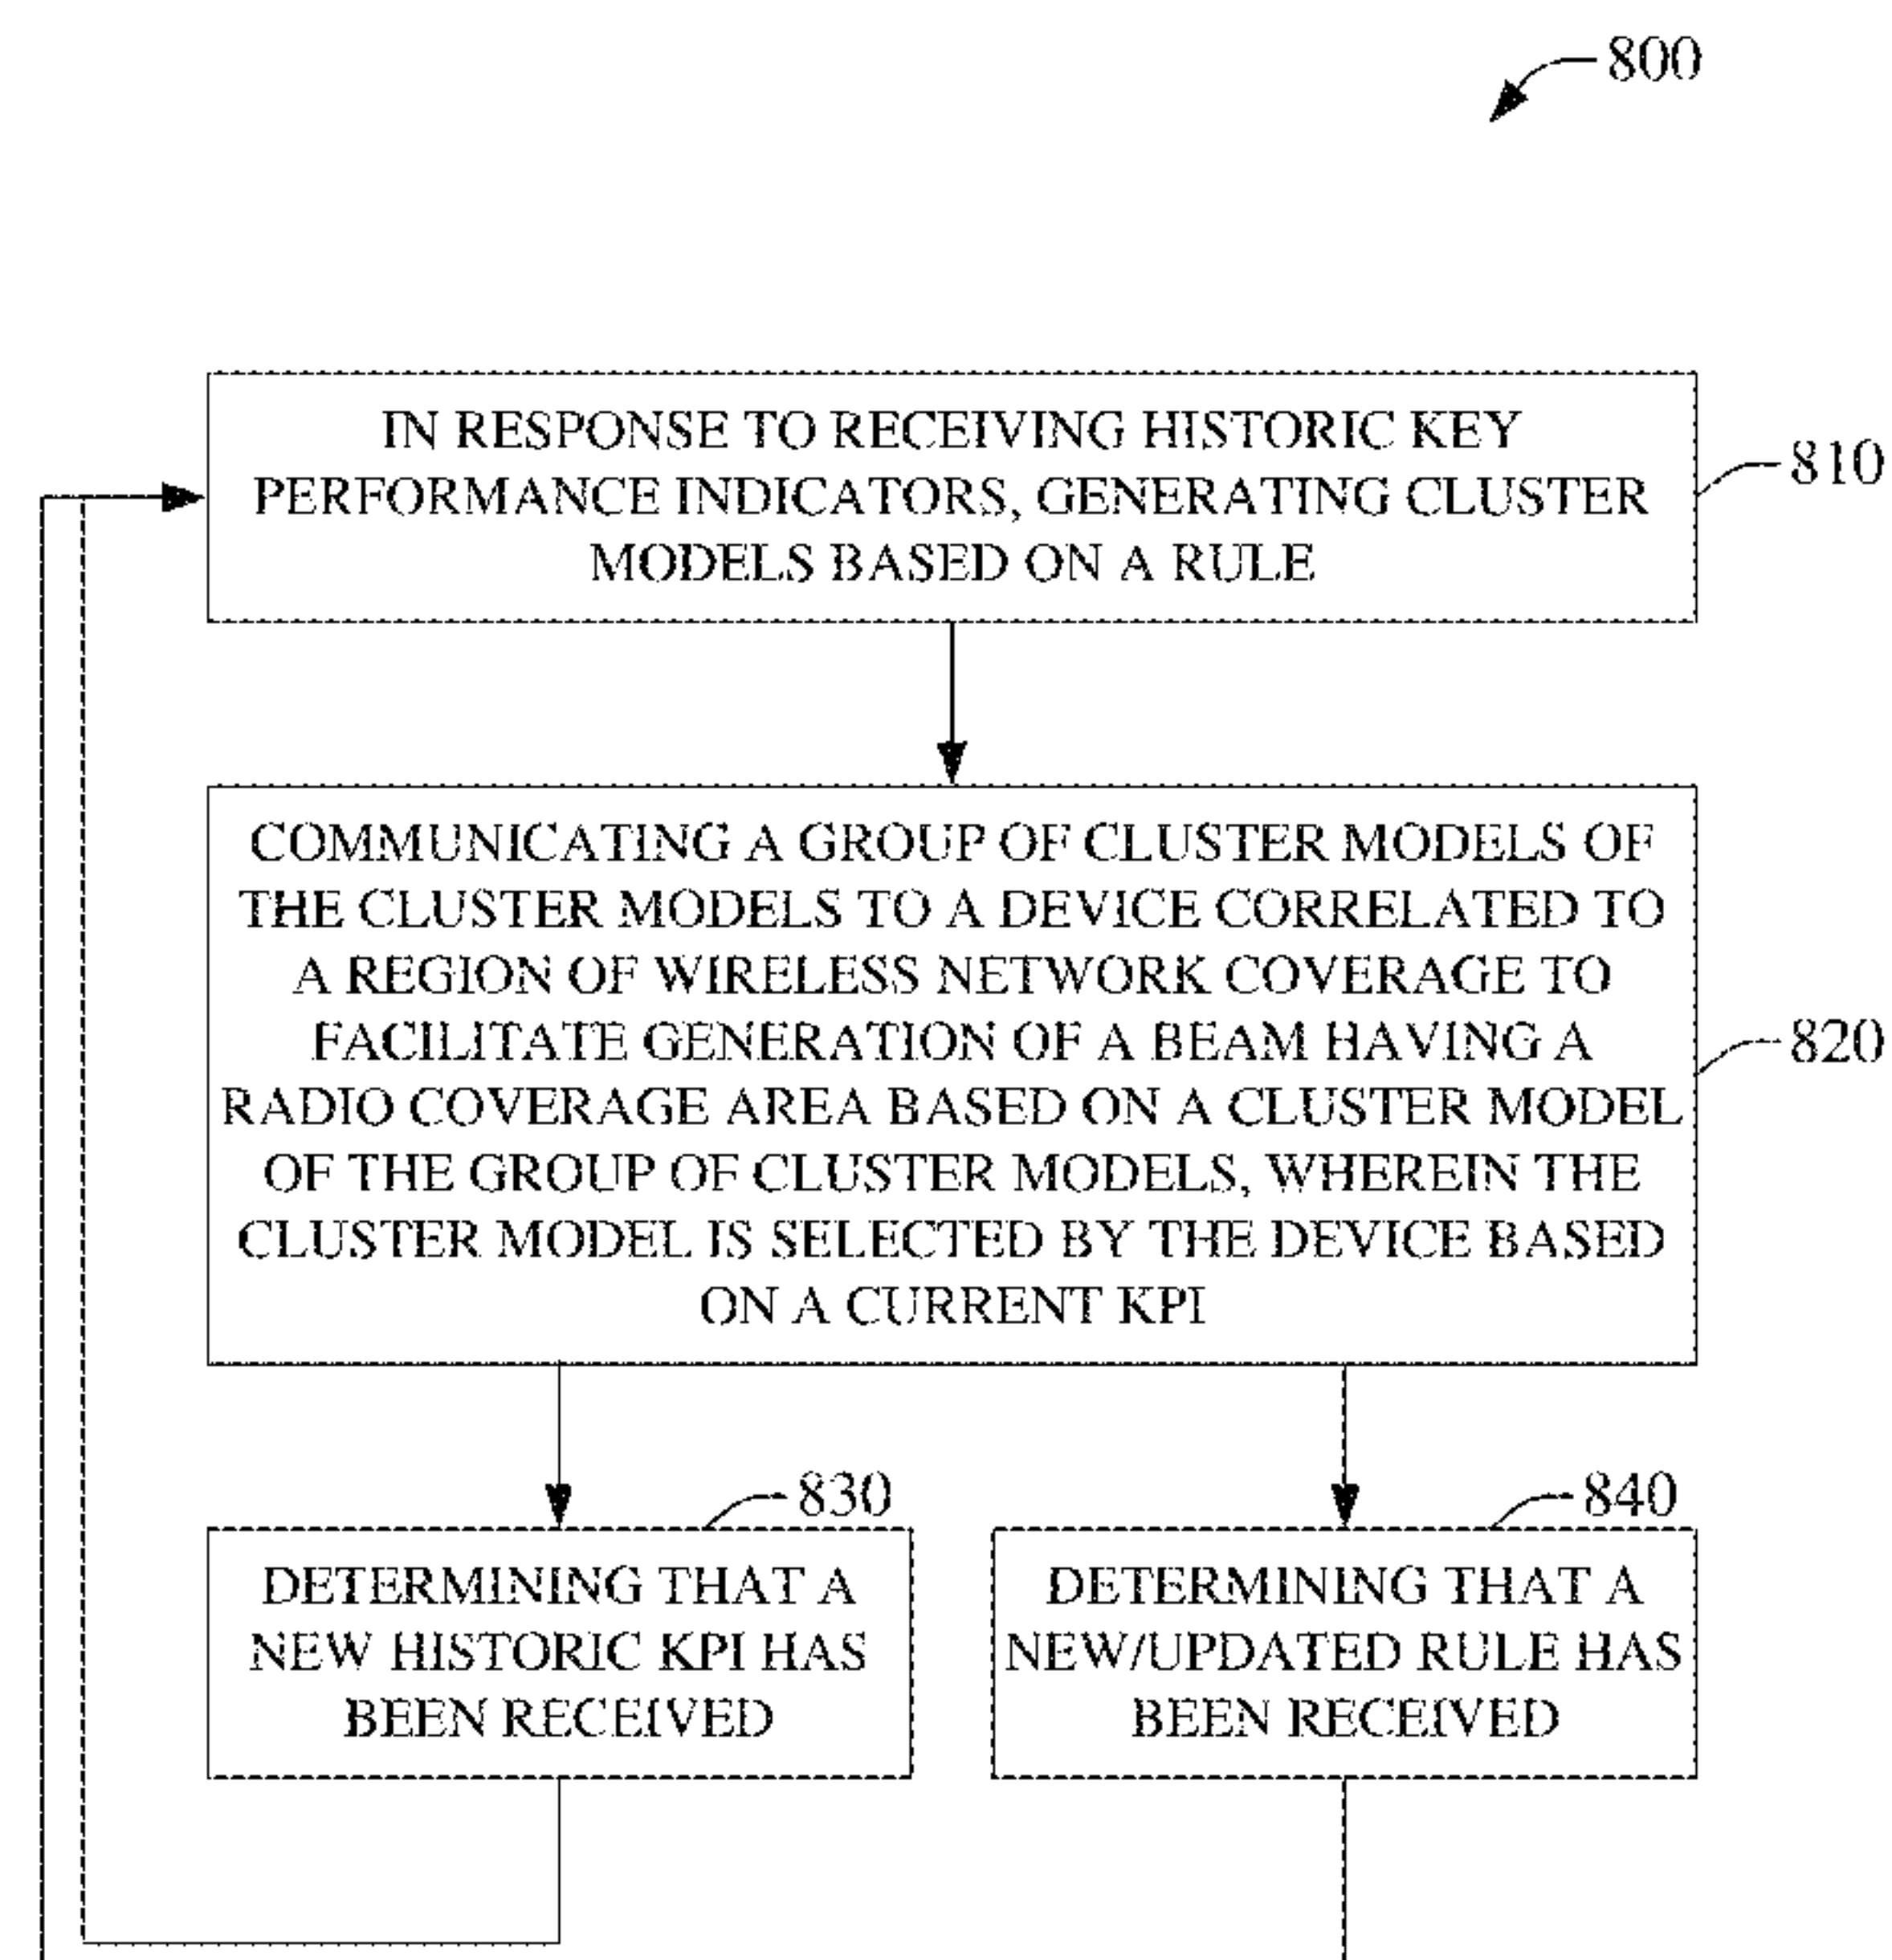 800
IN RESPONSE TO RECEIVING HISTORIC KEY
PERFORMANCE INDICATORS, GENERATING CLUSTER
MODELS BASED ON A RULE
810
COMMUNICATING A GROUP OF CLUSTER MODELS OF
THE CLUSTER MODELS TO A DEVICE CORRELATED TO
A REGION OF WIRELESS NETWORK COVERAGE TO
FACILITATE GENERATION OF A BEAM HAVING A
RADIO COVERAGE AREA BASED ON A CLUSTER MODEL
OF THE GROUP OF CLUSTER MODELS, WHEREIN THE
CLUSTER MODEL IS SELECTED BY THE DEVICE BASED
ON A CURRENT KPI
820
830
DETERMINING THAT A
NEW HISTORIC KPI HAS
BEEN RECEIVED
840
DETERMINING THAT A
NEW/UPDATED RULE HAS
BEEN RECEIVED